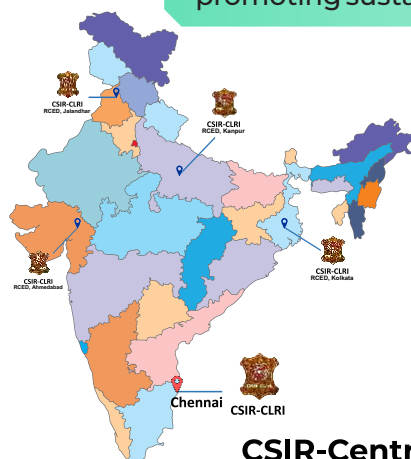 promoting susta
CSIR-CLRI
RCED, Jalandhar
CSIR-CLRI
RCED, Kanpur
CSIR-CLRI
RCED, Ahmedabad
CSIR-CLRI
RCED, Kolkata
Chennai
CSIR-CLRI
CSIR-Centr